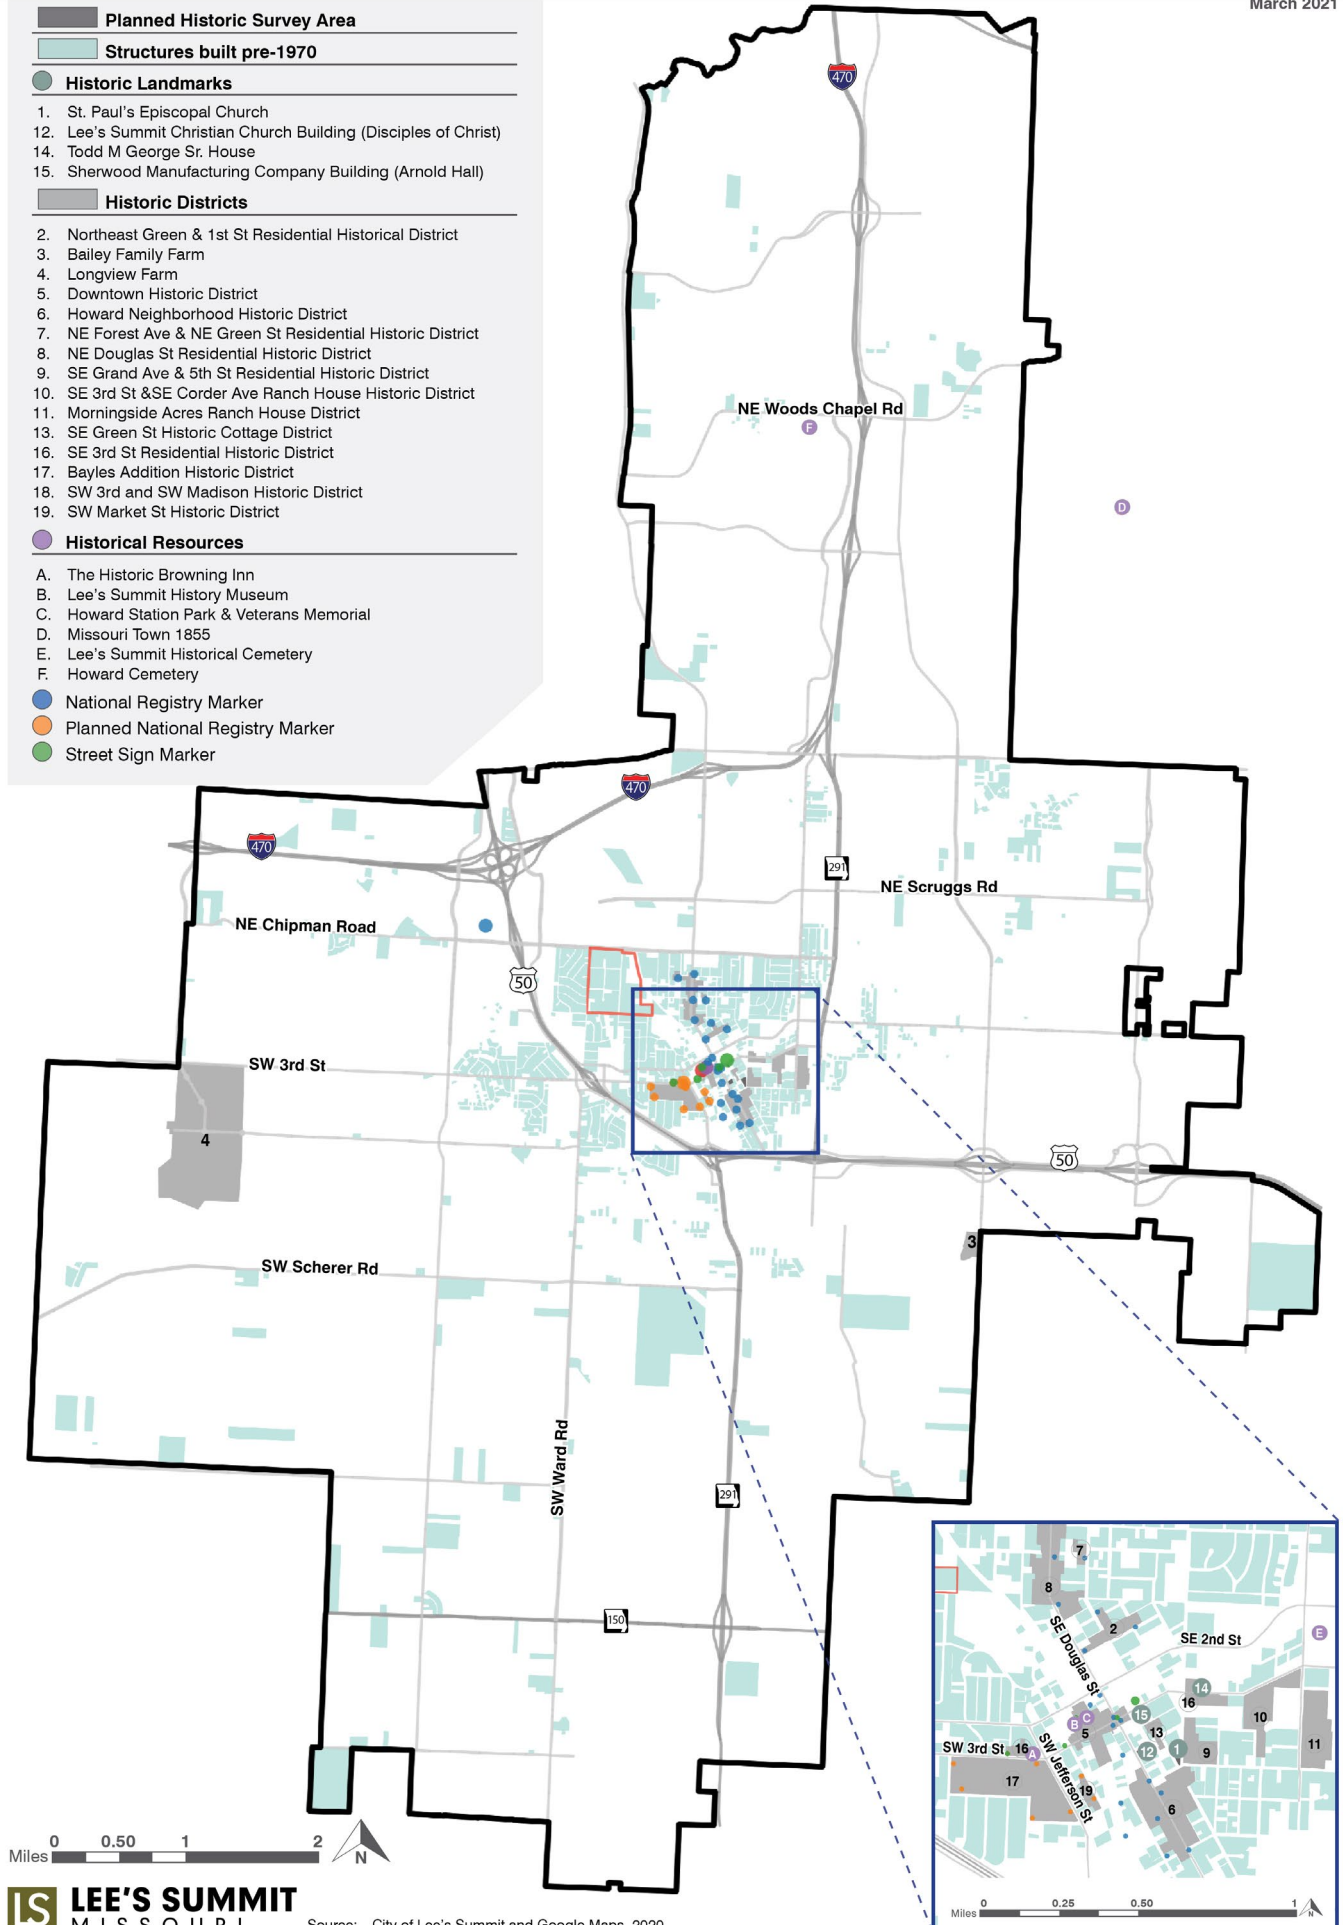 March 2021
Planned Historic Survey Area
Structures built pre-1970
Historic Landmarks
1. St. Paul's Episcopal Church
12. Lee's Summit Christian Church Building (Disciples of Christ)
14. Todd M George Sr. House
15. Sherwood Manufacturing Company Building (Arnold Hall)
Historic Districts
2. Northeast Green & 1st St Residential Historical District
3. Bailey Family Farm
4. Longview Farm
5. Downtown Historic District
6. Howard Neighborhood Historic District
7. NE Forest Ave & NE Green St Residential Historic District
8. NE Douglas St Residential Historic District
9. SE Grand Ave & 5th St Residential Historic District
10. SE 3rd St &SE Corder Ave Ranch House Historic District
11. Morningside Acres Ranch House District
13. SE Green St Historic Cottage District
16. SE 3rd St Residential Historic District
17. Bayles Addition Historic District
18. SW 3rd and SW Madison Historic District
19. SW Market St Historic District
Historical Resources
A. The Historic Browning Inn
B. Lee's Summit History Museum
C. Howard Station Park & Veterans Memorial
D. Missouri Town 1855
E. Lee's Summit Historical Cemetery
F. Howard Cemetery
National Registry Marker
Planned National Registry Marker
Street Sign Marker
470
NE Woods Chapel Rd
F
D
470
470
291
NE Scruggs Rd
NE Chipman Road
50
SW 3rd St
4
50
3
SW Scherer Rd
SW Ward Rd
291
150
7
8
2
SE Douglas St
SE 2nd St
E
14
16
15
10
B
C
5
13
11
SW 3rd St
16
A
12
1
9
SW Jefferson St
17
19
6
0 0.25 0.50 1
Miles
N
0 0.50 1 2
Miles
N
LS
LEE'S SUMMIT
MISSOURI
Source: City of Lee's Summit and Google Maps, 2020